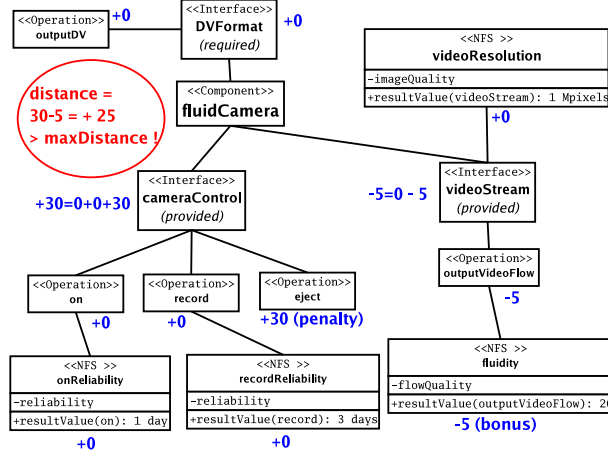 <<Operation>>
outputDV
+0
<<Interface>>
DVFormat
(required)
+0
<<NFS >>
videoResolution
-imageQuality
+resultValue(videoStream): 1 Mpixels
+0
distance =
30-5 = + 25
> maxDistance !
<<Component>>
fluidCamera
+30=0+0+30
<<Interface>>
cameraControl
(provided)
-5=0 - 5
<<Interface>>
videoStream
(provided)
<<Operation>>
on
+0
<<Operation>>
record
+0
<<Operation>>
eject
+30 (penalty)
<<Operation>>
outputVideoFlow
-5
<<NFS >>
onReliability
-reliability
+resultValue(on): 1 day
+0
<<NFS >>
recordReliability
-reliability
+resultValue(record): 3 days
+0
<<NFS >>
fluidity
-flowQuality
+resultValue(outputVideoFlow):
-5 (bonus)